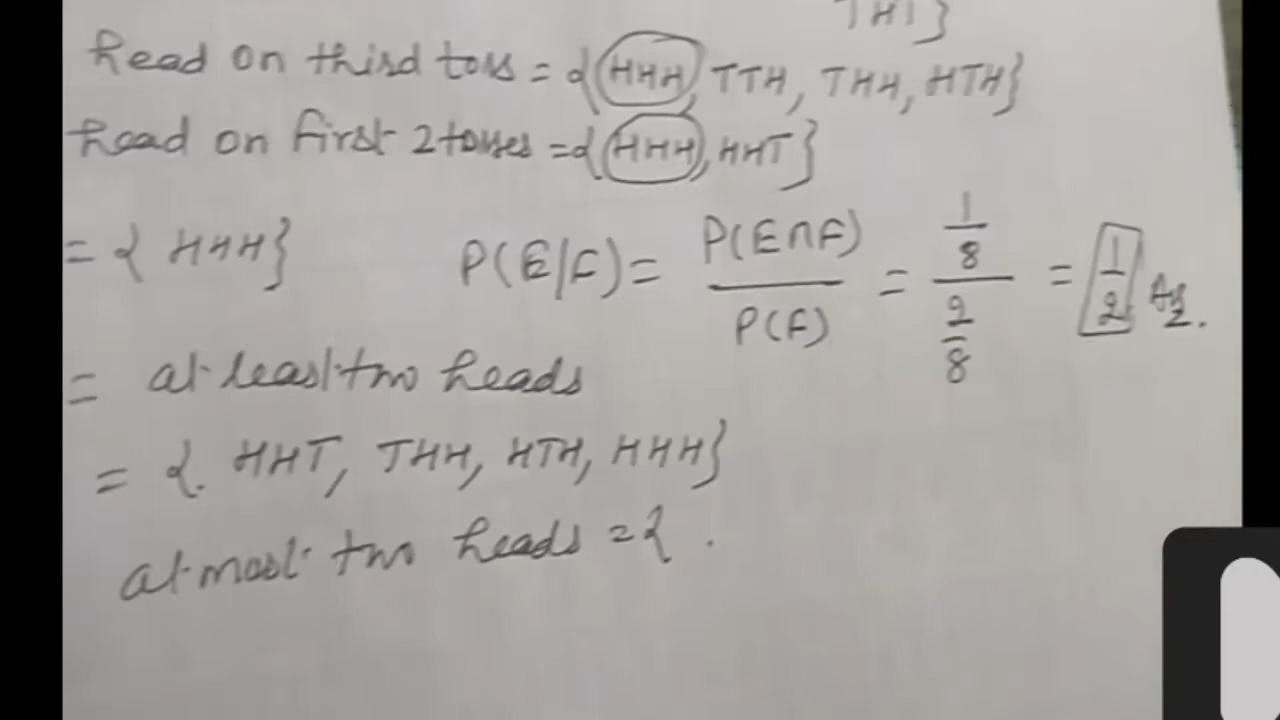 THT}
head on third toss = {HHH, TTH, THH, HTH}
head on first 2 tosses = {HHH, HHT}
= { HHH} P(E/F) = P(E∩F) / P(F) = 1/8 / 2/8 = 1/2 Ans.
= at least two heads
= {. HHT, THH, HTH, HHH}
at most two heads = { .